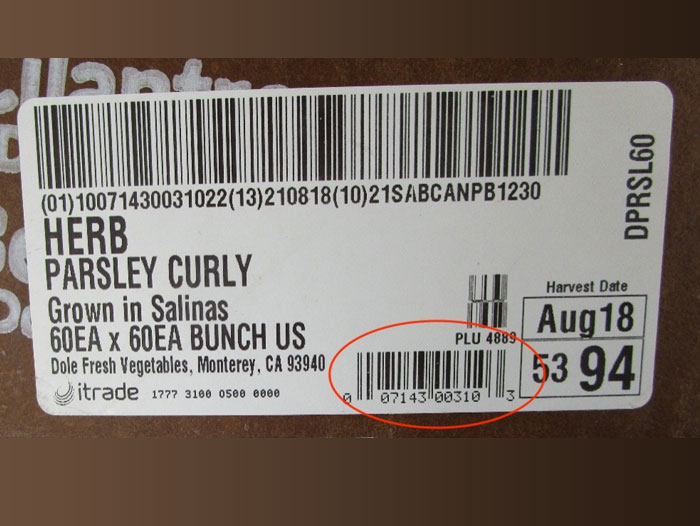 (01)10071430031022(13)210818(10)21SABCANPB1230
HERB
PARSLEY CURLY
Grown in Salinas
60EA x 60EA BUNCH US
Dole Fresh Vegetables, Monterey, CA 93940
itrade 1777 3100 0500 0000
PLU 4889
0 07143 00310 3
Harvest Date
Aug18
53 94
DPRSL60